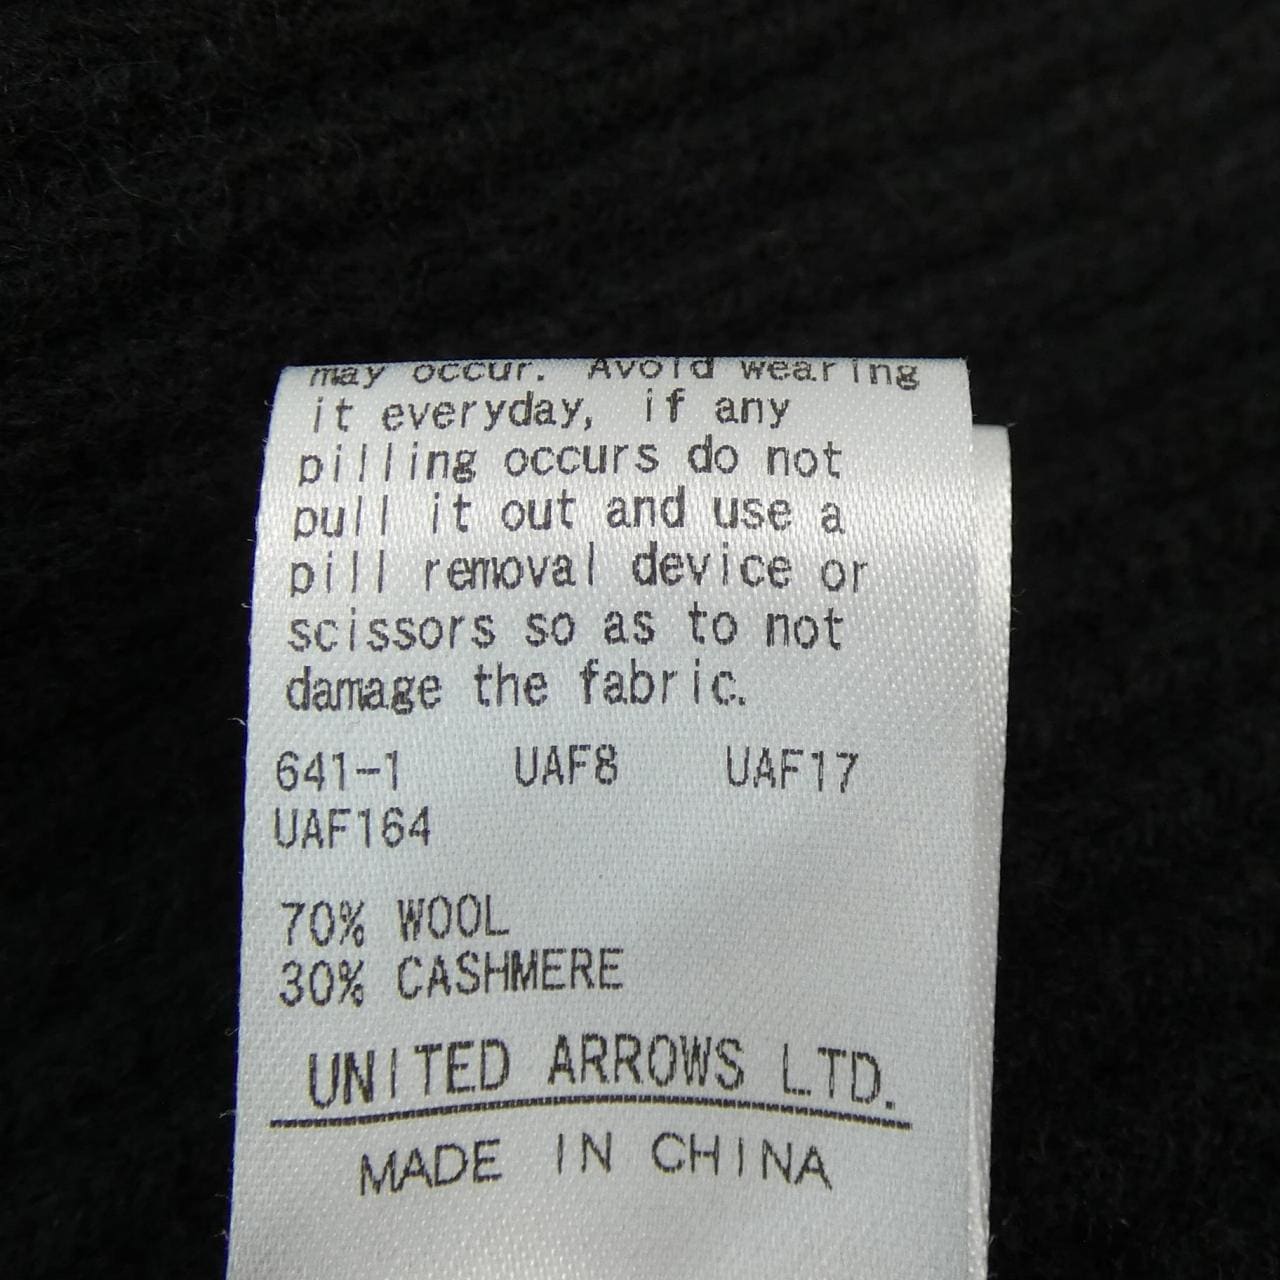 may occur. Avoid wearing
it everyday, if any
pilling occurs do not
pull it out and use a
pill removal device or
scissors so as to not
damage the fabric.
641-1 UAF8 UAF17
UAF164
70% WOOL
30% CASHMERE
UNITED ARROWS LTD.
MADE IN CHINA